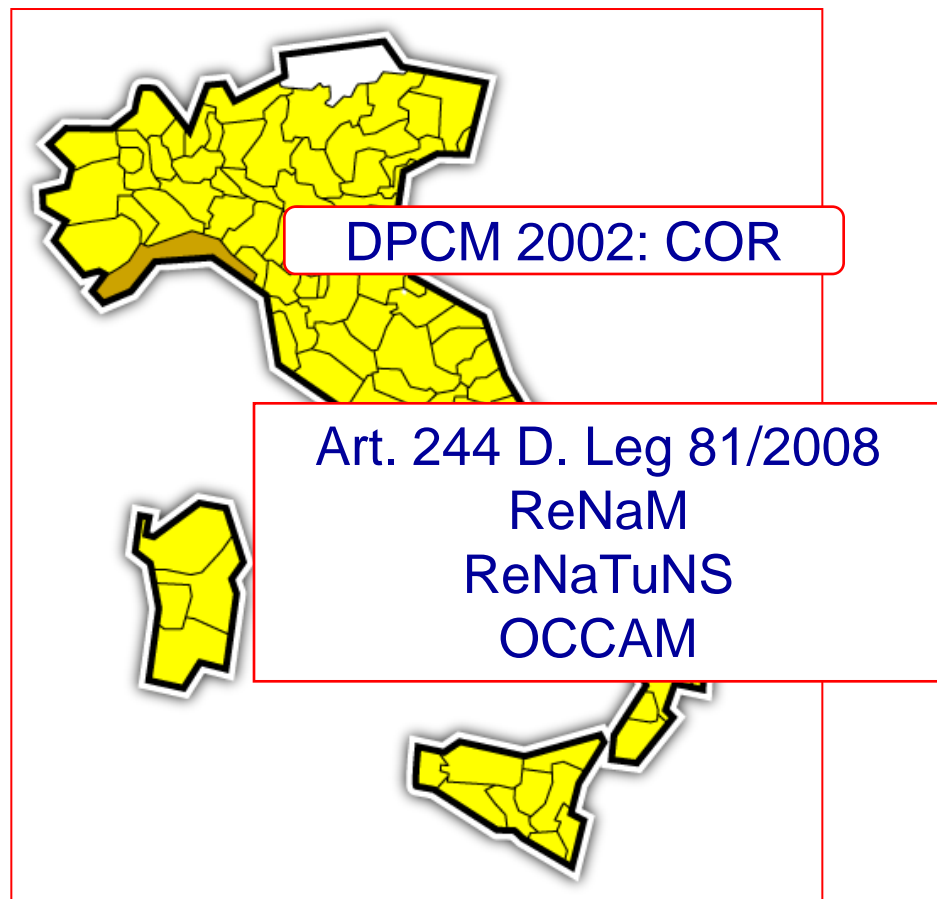 DPCM 2002: COR
Art. 244 D. Leg 81/2008
ReNaM
ReNaTuNS
OCCAM